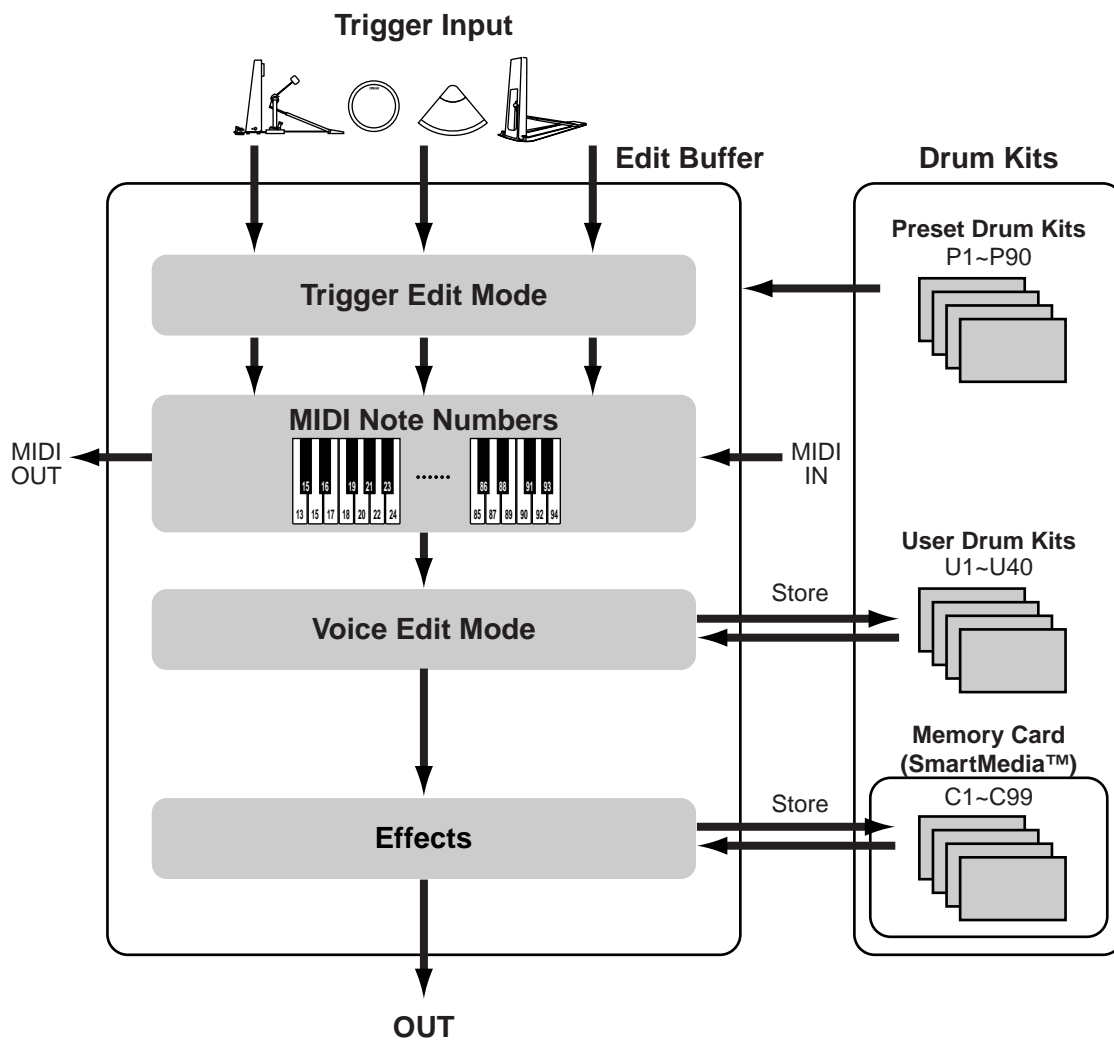 Trigger Input
Edit Buffer
Drum Kits
Preset Drum Kits
P1~P90
Trigger Edit Mode
MIDI Note Numbers
MIDI
OUT
MIDI
IN
15 16 19 21 23
13 15 17 18 20 22 24
......
86 88 91 93
85 87 89 90 92 94
User Drum Kits
U1~U40
Store
Voice Edit Mode
Memory Card
(SmartMedia™)
C1~C99
Store
Effects
OUT